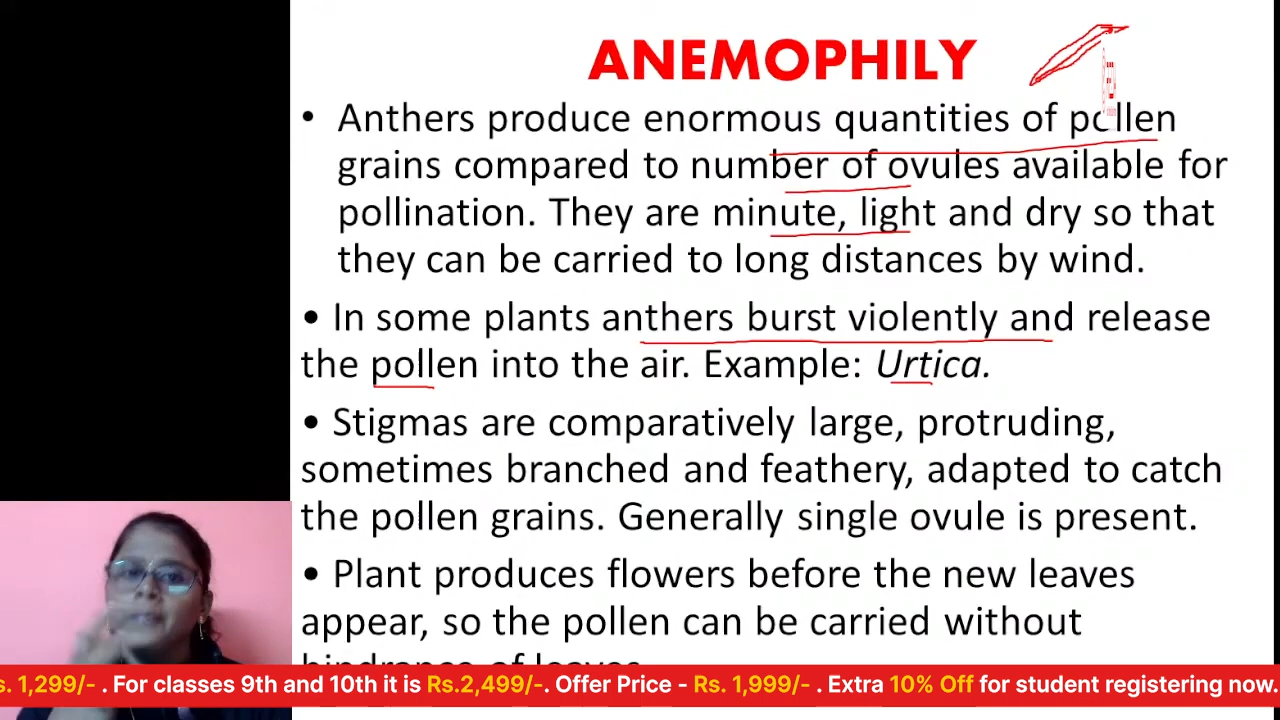 ANEMOPHILY
• Anthers produce enormous quantities of pollen
grains compared to number of ovules available for
pollination. They are minute, light and dry so that
they can be carried to long distances by wind.
• In some plants anthers burst violently and release
the pollen into the air. Example: Urtica.
• Stigmas are comparatively large, protruding,
sometimes branched and feathery, adapted to catch
the pollen grains. Generally single ovule is present.
• Plant produces flowers before the new leaves
appear, so the pollen can be carried without
hindrance of leaves
s. 1,299/- . For classes 9th and 10th it is Rs.2,499/-. Offer Price - Rs. 1,999/- . Extra 10% Off for student registering now.